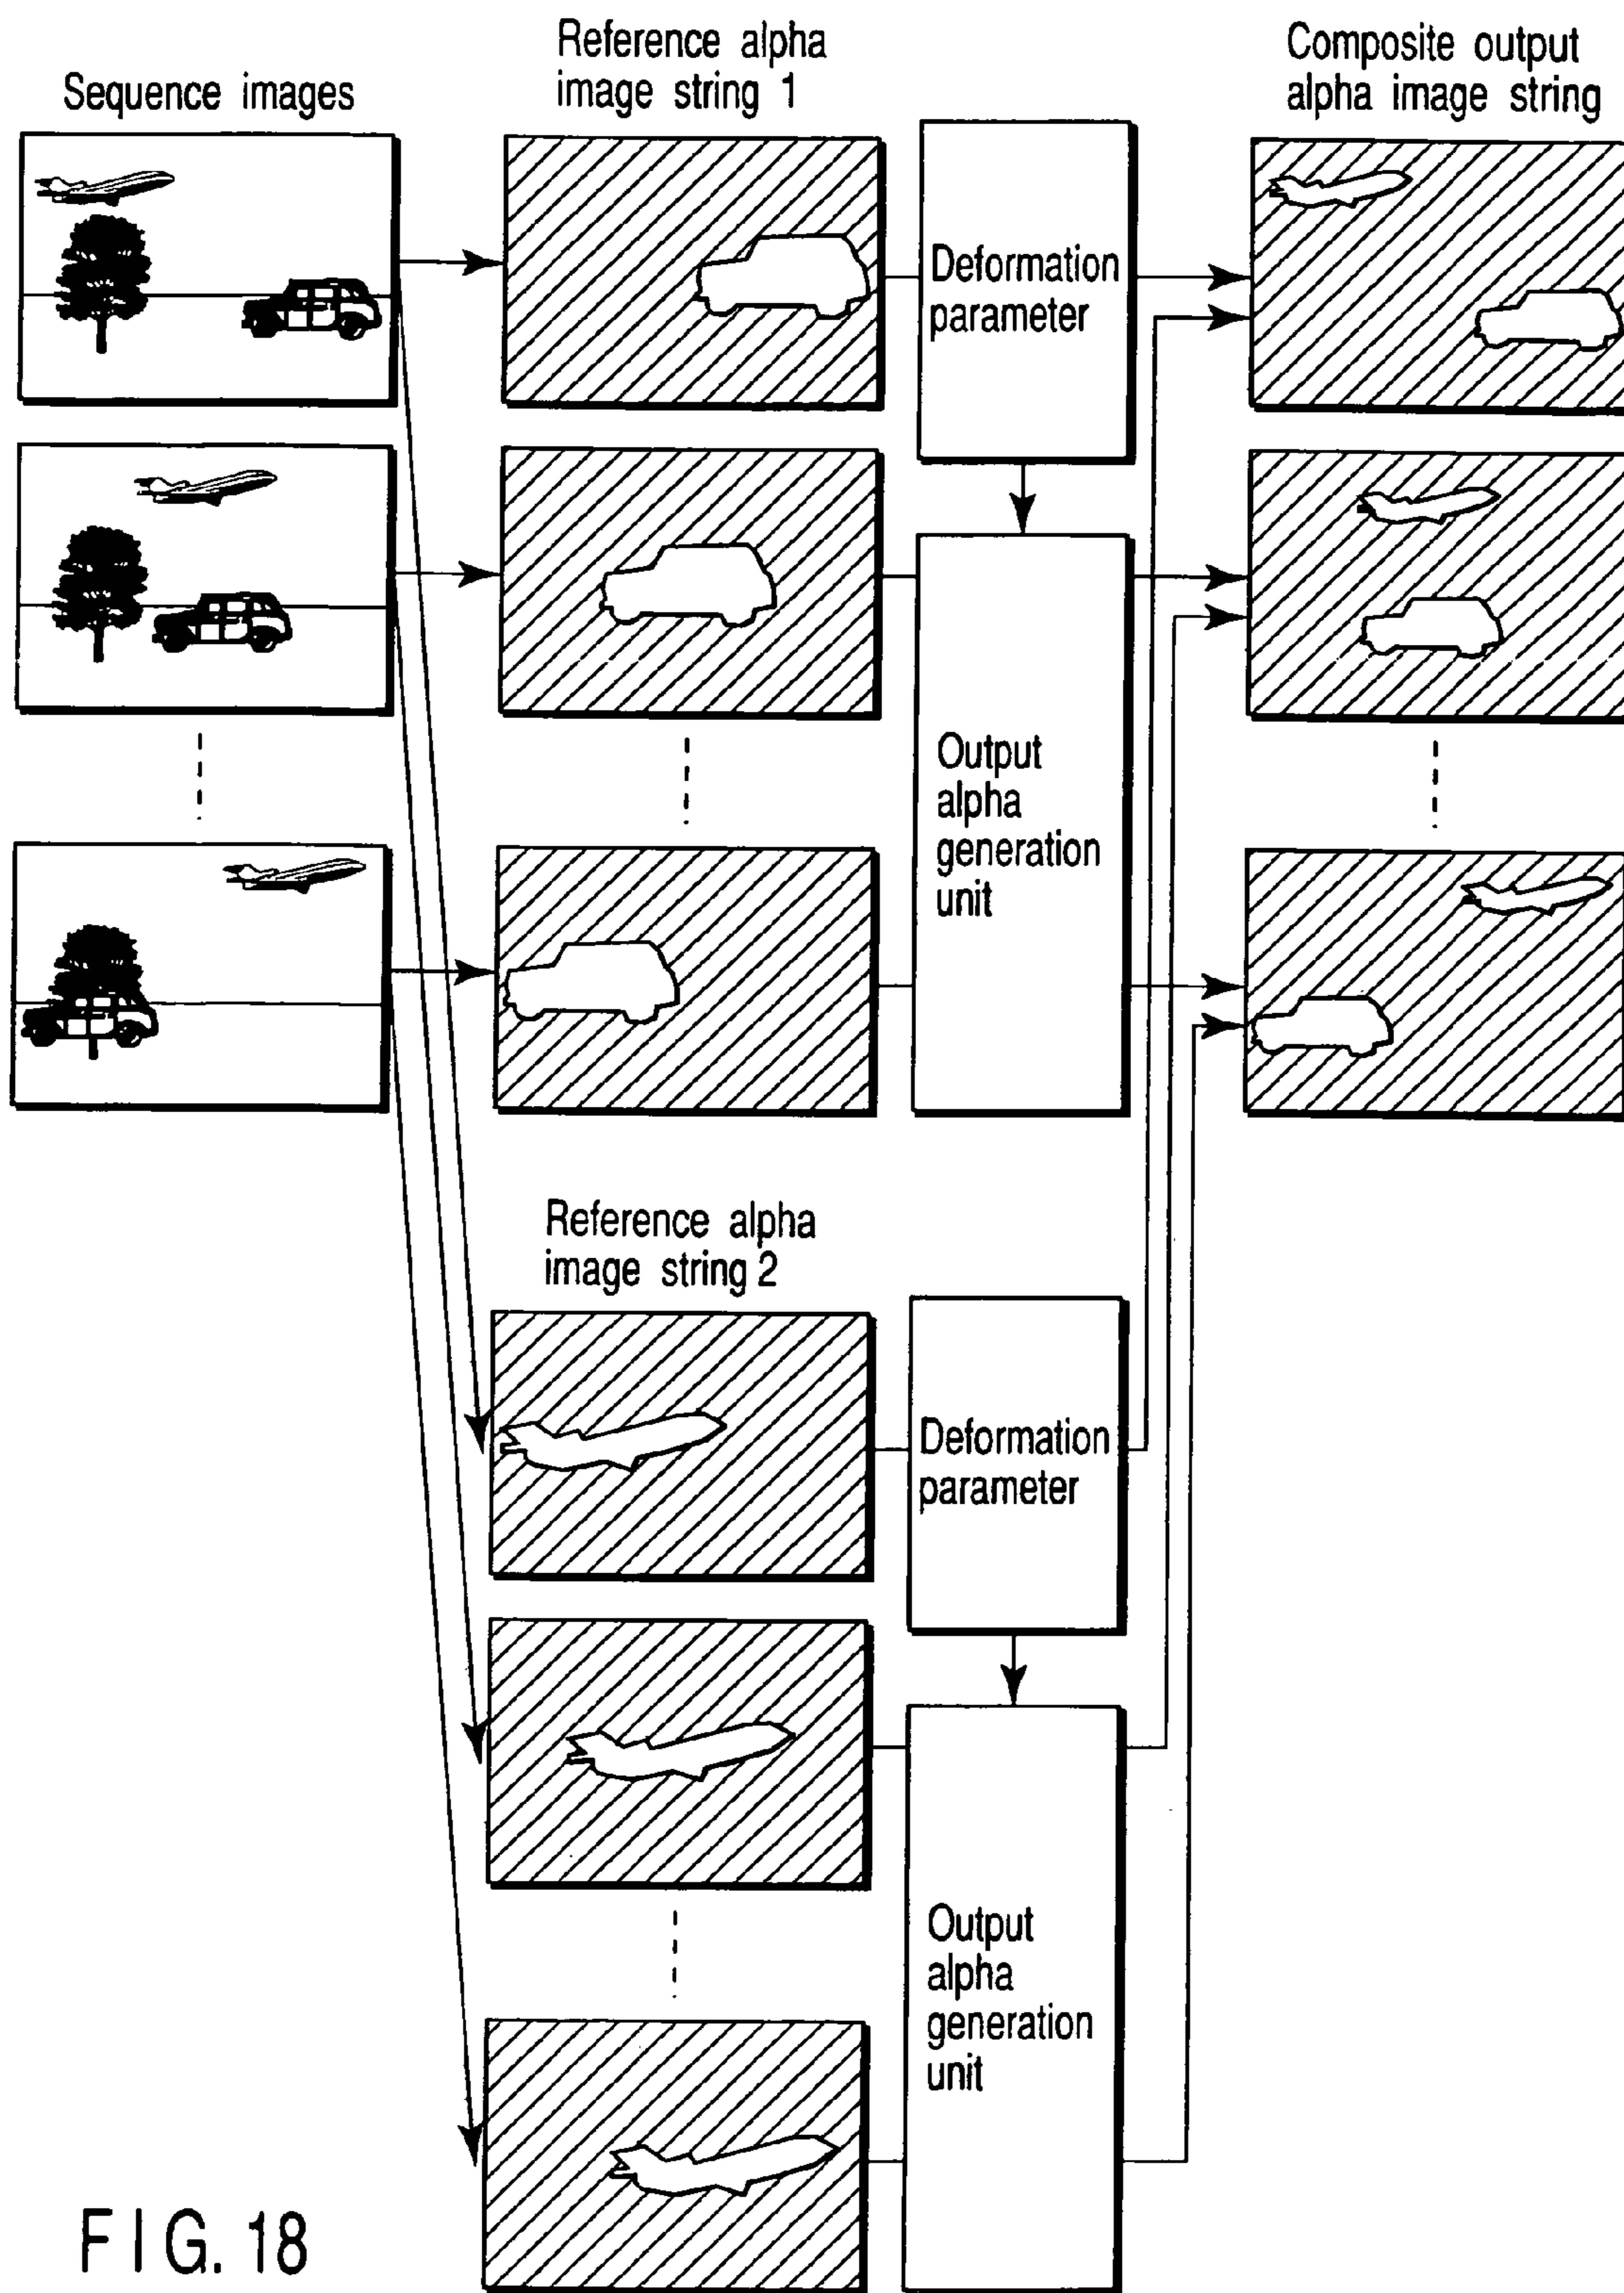 Sequence images
Reference alpha
image string 1
Composite output
alpha image string
Deformation
parameter
Output
alpha
generation
unit
Reference alpha
image string 2
Deformation
parameter
Output
alpha
generation
unit
FIG. 18